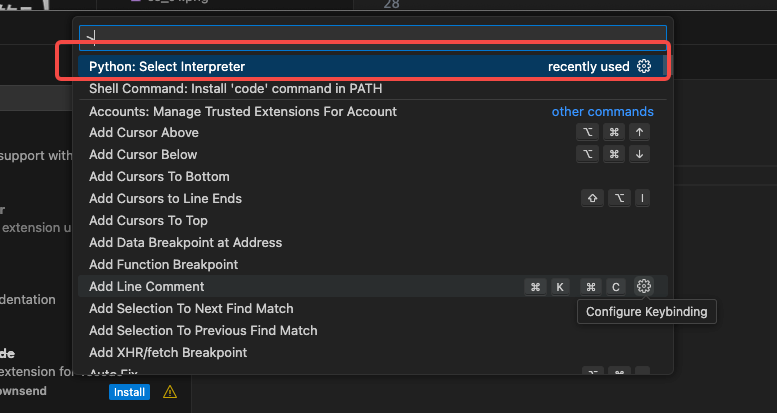 28
>
Python: Select Interpreter recently used
Shell Command: Install 'code' command in PATH
Accounts: Manage Trusted Extensions For Account other commands
Add Cursor Above ⌥ ⌘ ↑
Add Cursor Below ⌥ ⌘ ↓
support with
Add Cursors To Bottom
Add Cursors to Line Ends ⇧ ⌥ I
r
Add Cursors To Top
extension u
Add Data Breakpoint at Address
Add Function Breakpoint
Add Line Comment ⌘ K ⌘ C
dentation
Add Selection To Next Find Match
Configure Keybinding
Add Selection To Previous Find Match
de
Add XHR/fetch Breakpoint
extension for
Auto Fix ⌥ ⌘ .
ownsend Install